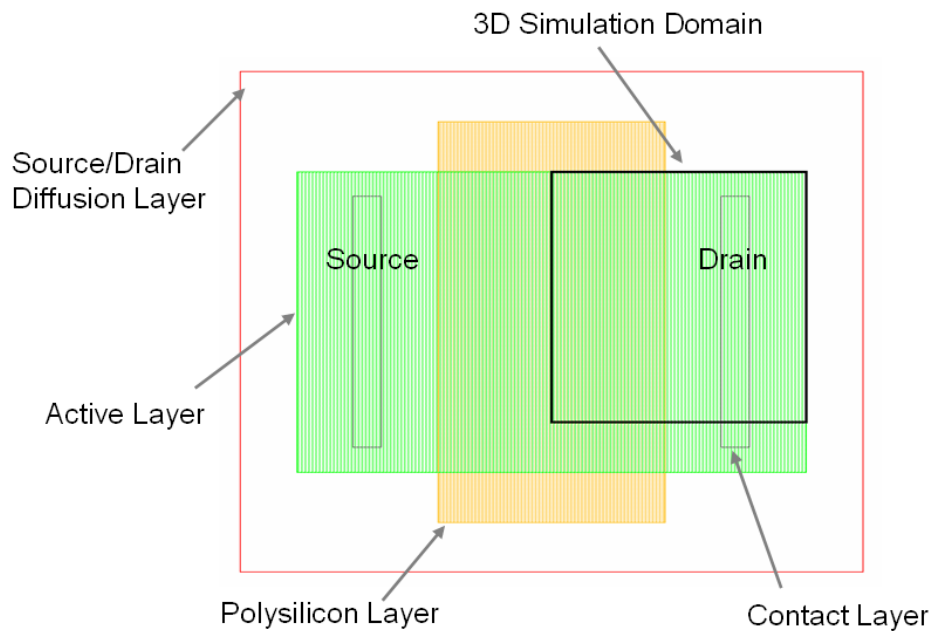 3D Simulation Domain
Source/Drain
Diffusion Layer
Source
Drain
Active Layer
Polysilicon Layer
Contact Layer